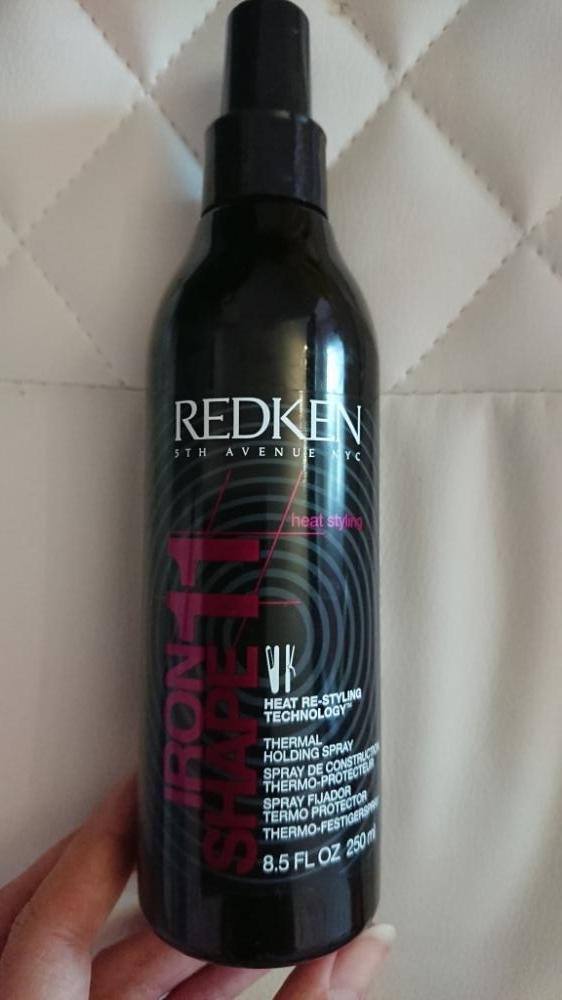 REDKEN
5TH AVENUE NYC
heat styling
IRON
SHAPE 11
HEAT RE-STYLING
TECHNOLOGY™
THERMAL
HOLDING SPRAY
SPRAY DE CONSTRUCTION
THERMO-PROTECTEUR
SPRAY FIJADOR
TERMO PROTECTOR
THERMO-FESTIGERSPRAY
8.5 FL OZ 250 ml